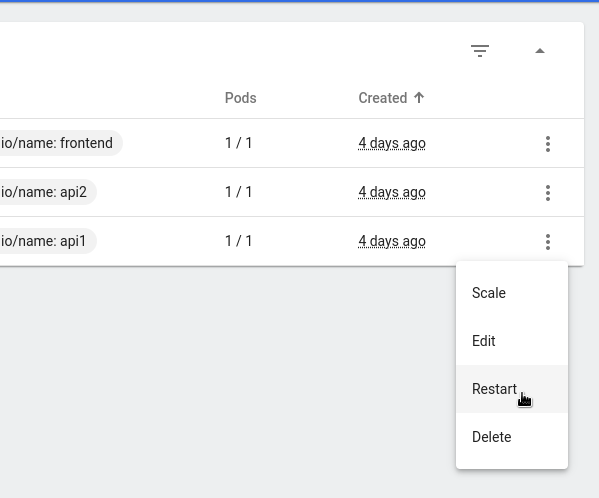 Pods Created
io/name: frontend 1 / 1 4 days ago
io/name: api2 1 / 1 4 days ago
io/name: api1 1 / 1 4 days ago
Scale
Edit
Restart
Delete